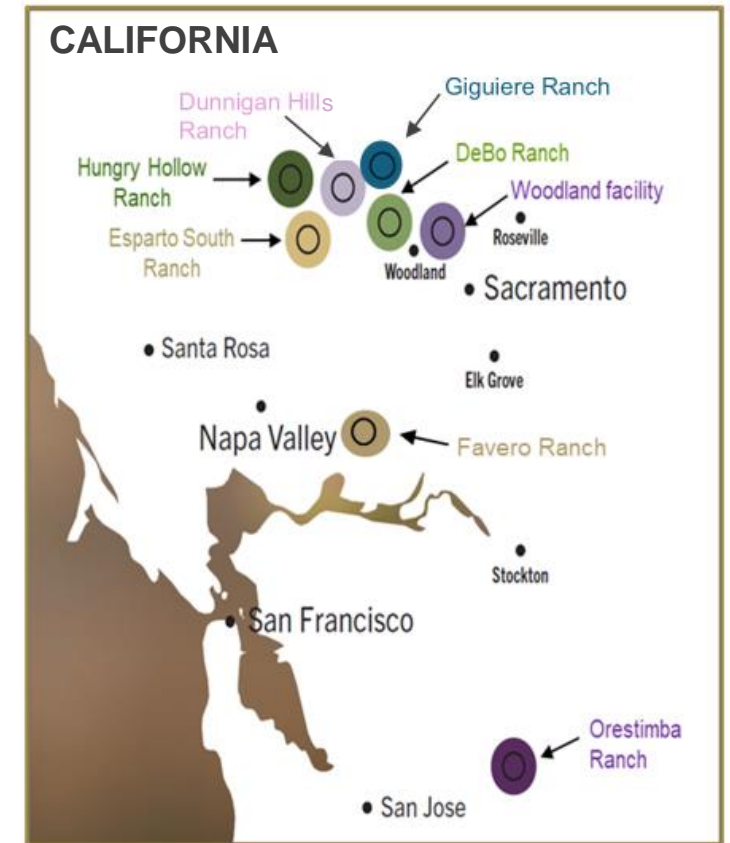 CALIFORNIA
Giguiere Ranch
Dunnigan Hills
Ranch
DeBo Ranch
Hungry Hollow
Ranch
Woodland facility
Esparto South
Ranch
Roseville
Woodland
Sacramento
Santa Rosa
Elk Grove
Napa Valley
Favero Ranch
Stockton
San Francisco
Orestimba
Ranch
San Jose